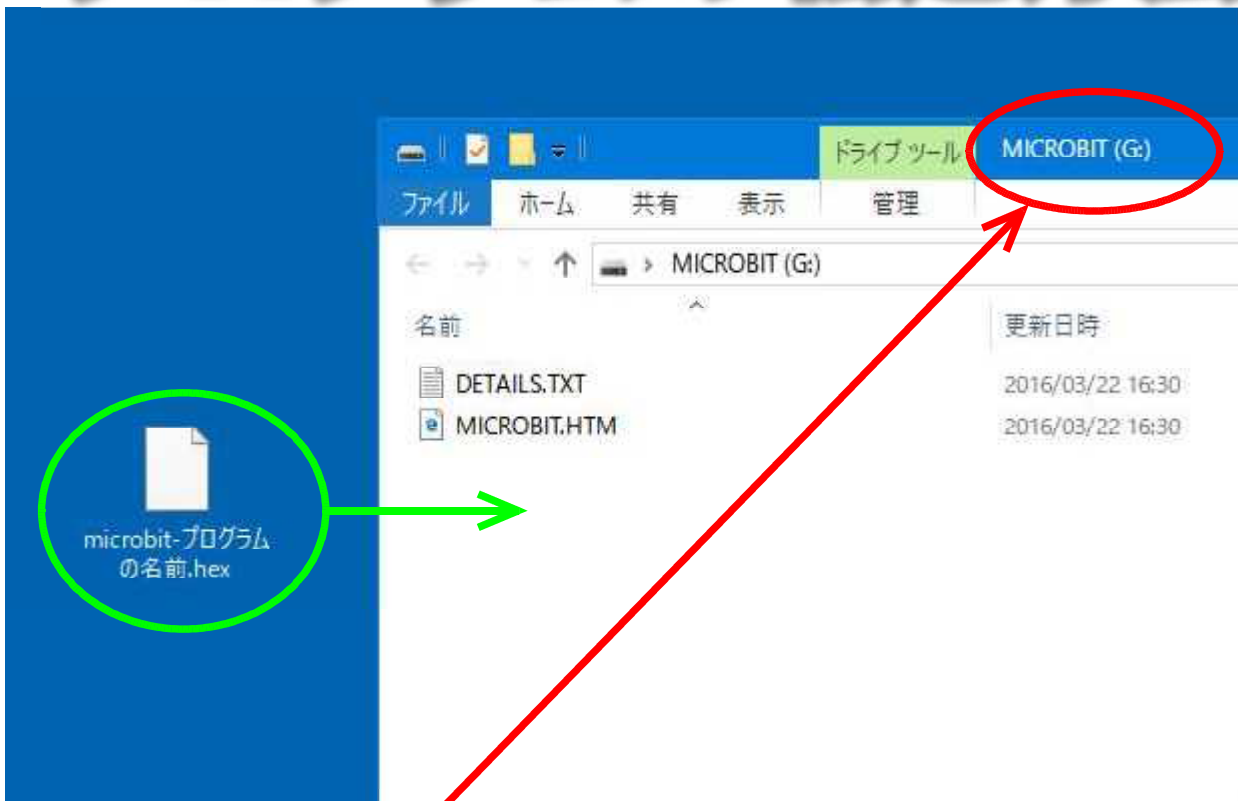 ドライブ ツール
MICROBIT (G:)
ファイル
ホーム
共有
表示
管理
MICROBIT (G:)
名前
更新日時
DETAILS.TXT
2016/03/22 16:30
MICROBIT.HTM
2016/03/22 16:30
microbit-プログラム
の名前.hex